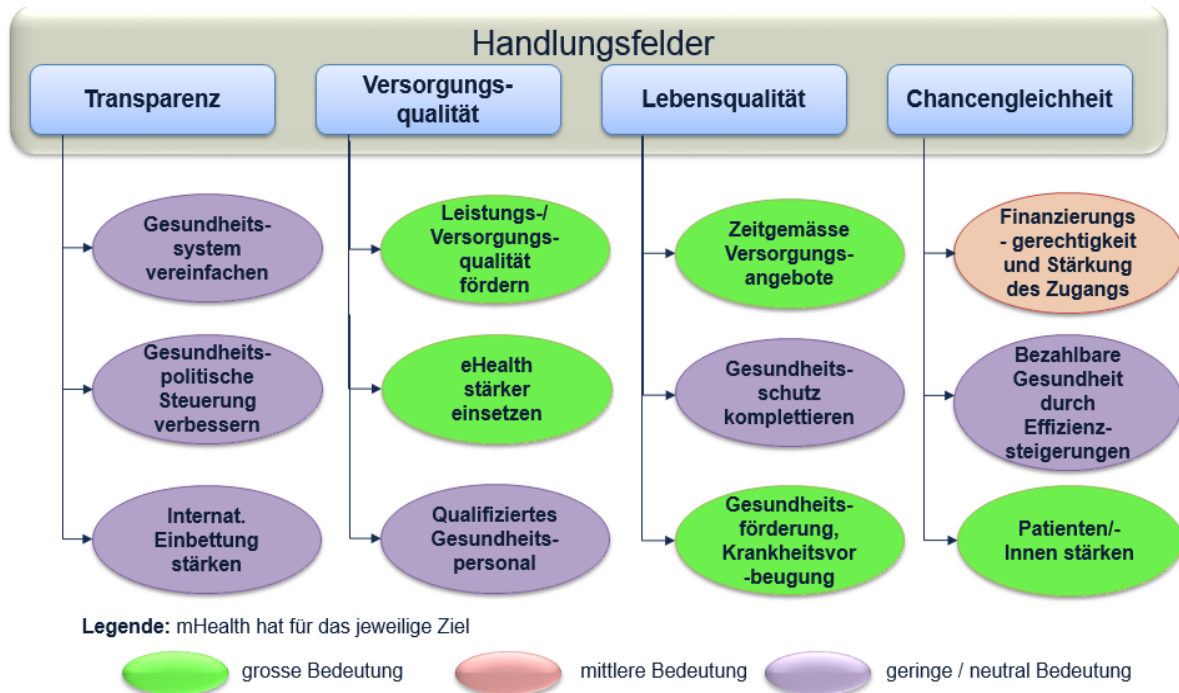 Handlungsfelder
Transparenz
Versorgungs-
qualität
Lebensqualität
Chancengleichheit
Gesundheits-
system
vereinfachen
Gesundheits-
politische
Steuerung
verbessern
Internat.
Einbettung
stärken
Leistungs-/
Versorgungs-
qualität
fördern
eHealth
stärker
einsetzen
Qualifiziertes
Gesundheits-
personal
Zeitgemässe
Versorgungs-
angebote
Gesundheits-
schutz
komplettieren
Gesundheits-
förderung,
Krankheitsvor
-beugung
Finanzierungs
- gerechtigkeit
und Stärkung
des Zugangs
Bezahlbare
Gesundheit
durch
Effizienz-
steigerungen
Patienten/-
Innen stärken
Legende: mHealth hat für das jeweilige Ziel
grosse Bedeutung
mittlere Bedeutung
geringe / neutral Bedeutung